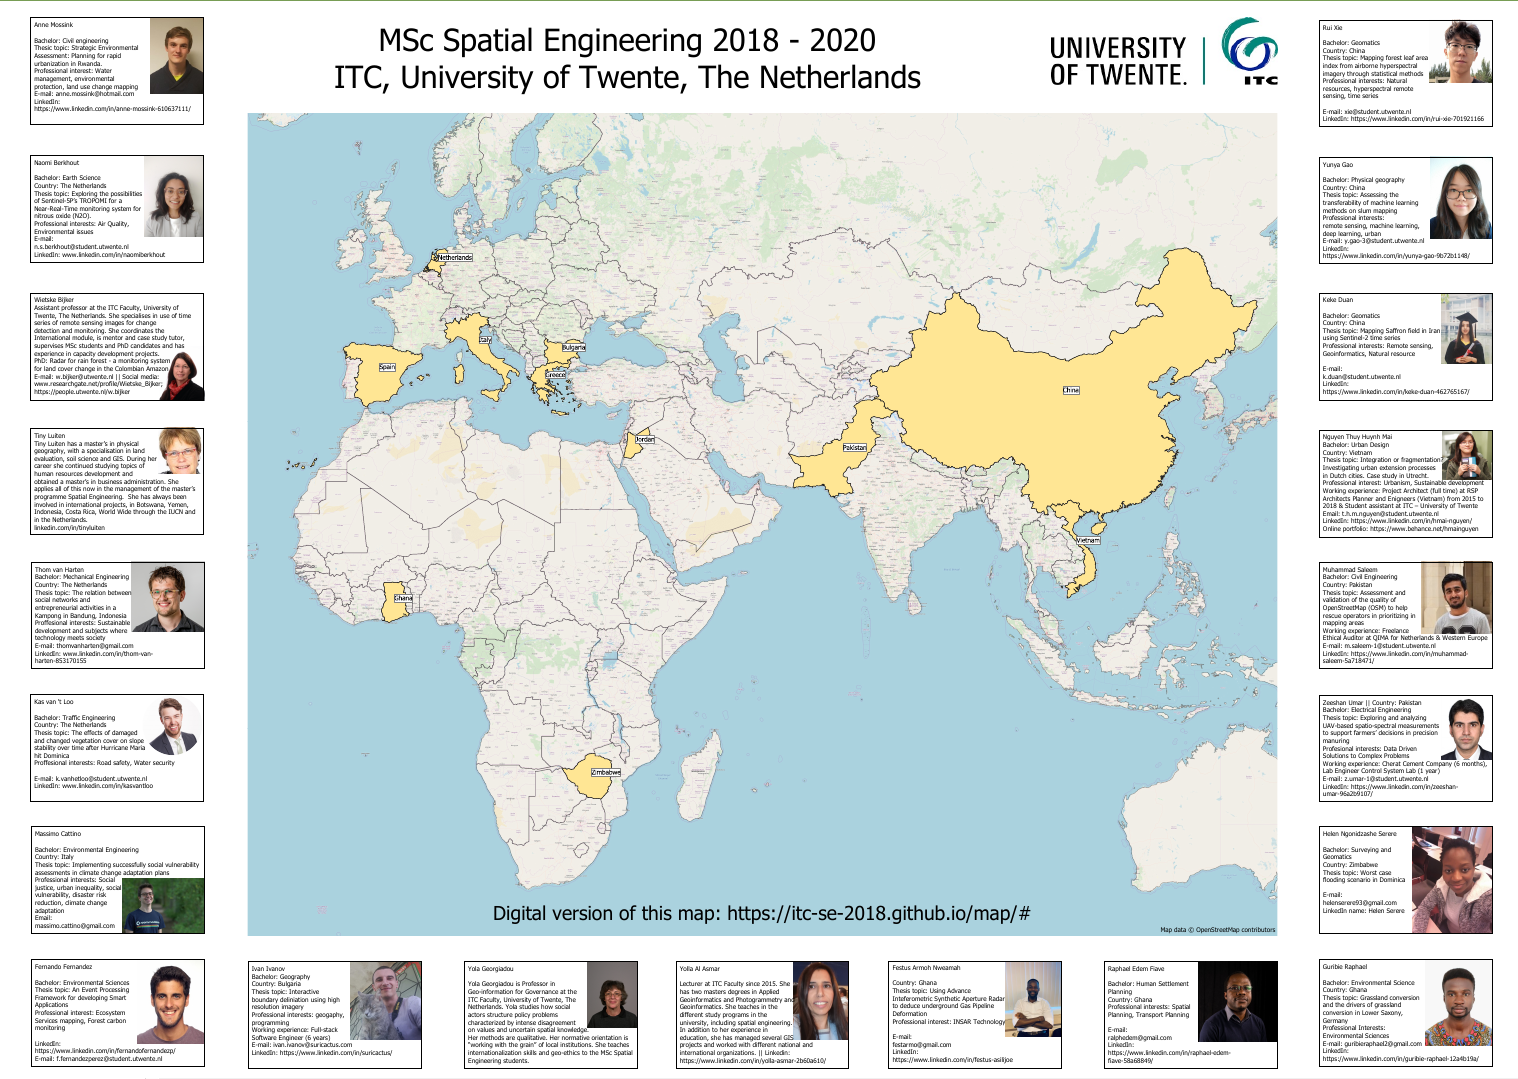 MSc Spatial Engineering 2018 - 2020
ITC, University of Twente, The Netherlands
UNIVERSITY
OF TWENTE.
ITC
Anne Mossink
Bachelor: Civil engineering
Thesic topic: Strategic Environmental
Assessment: Planning for rapid
urbanization in Rwanda.
Professional interest: Water
management, environmental
protection, land use change mapping
E-mail: anne.mossink@hotmail.com
LinkedIn:
https://www.linkedin.com/in/anne-mossink-610637111/
Naomi Berkhout
Bachelor: Earth Science
Country: The Netherlands
Thesis topic: Exploring the possibilities
of Sentinel-5P's TROPOMI for a
Near-Real-Time monitoring system for
nitrous oxide (N2O).
Professional interests: Air Quality,
Environmental issues
E-mail:
n.s.berkhout@student.utwente.nl
LinkedIn: www.linkedin.com/in/naomiberkhout
Wietske Bijker
Assistant professor at the ITC Faculty, University of
Twente, The Netherlands. She specialises in use of time
series of remote sensing images for change
detection and monitoring. She coordinates the
International module, is mentor and case study tutor,
supervises MSc students and PhD candidates and has
experience in capacity development projects.
PhD: Radar for rain forest - a monitoring system
for land cover change in the Colombian Amazon
E-mail: w.bijker@utwente.nl || Social media:
www.researchgate.net/profile/Wietske_Bijker;
https://people.utwente.nl/w.bijker
Tiny Luiten
Tiny Luiten has a master's in physical
geography, with a specialisation in land
evaluation, soil science and GIS. During her
career she continued studying topics of
human resources development and
obtained a master's in business administration. She
applies all of this now in the management of the master's
programme Spatial Engineering. She has always been
involved in international projects, in Botswana, Yemen,
Indonesia, Costa Rica, World Wide through the IUCN and
in the Netherlands.
linkedin.com/in/tinyluiten
Thom van Harten
Bachelor: Mechanical Engineering
Country: The Netherlands
Thesis topic: The relation between
social networks and
entrepreneurial activities in a
Kampong in Bandung, Indonesia
Proffesional interests: Sustainable
development and subjects where
technology meets society
E-mail: thomvanharten@gmail.com
LinkedIn: www.linkedin.com/in/thom-van-
harten-853170155
Kas van 't Loo
Bachelor: Traffic Engineering
Country: The Netherlands
Thesis topic: The effects of damaged
and changed vegetation cover on slope
stability over time after Hurricane Maria
hit Dominica
Proffesional interests: Road safety, Water security
E-mail: k.vanhetloo@student.utwente.nl
LinkedIn: www.linkedin.com/in/kasvantloo
Massimo Cattino
Bachelor: Environmental Engineering
Country: Italy
Thesis topic: Implementing successfully social vulnerability
assessments in climate change adaptation plans
Professional interests: Social
justice, urban inequality, social
vulnerability, disaster risk
reduction, climate change
adaptation
Email:
massimo.cattino@gmail.com
Fernando Fernandez
Bachelor: Environmental Sciences
Thesis topic: An Event Processing
Framework for developing Smart
Applications
Professional interest: Ecosystem
Services mapping, Forest carbon
monitoring
LinkedIn:
https://www.linkedin.com/in/fernandofernandezp/
E-mail: f.fernandezperez@student.utwente.nl
Netherlands
Italy
Bulgaria
Spain
Greece
Jordan
Pakistan
China
Vietnam
Ghana
Zimbabwe
Digital version of this map: https://itc-se-2018.github.io/map/#
Map data © OpenStreetMap contributors
Ivan Ivanov
Bachelor: Geography
Country: Bulgaria
Thesis topic: Interactive
boundary deliniation using high
resolution imagery
Professional interests: geography,
programming
Working experience: Full-stack
Software Engineer (6 years)
E-mail: ivan.ivanov@suricactus.com
LinkedIn: https://linkedin.com/in/suricactus/
Yola Georgiadou
Yola Georgiadou is Professor in
Geo-information for Governance at the
ITC Faculty, University of Twente, The
Netherlands. Yola studies how social
actors structure policy problems
characterized by intense disagreement
on values and uncertain spatial knowledge.
Her methods are qualitative. Her normative orientation is
"working with the grain" of local institutions. She teaches
internationalization skills and geo-ethics to the MSc Spatial
Engineering students.
Yolla Al Asmar
Lecturer at ITC Faculty since 2015. She
has two masters degrees in Applied
Geoinformatics and Photogrammetry and
Geoinformatics. She teaches in the
different study programs in the
university, including spatial engineering.
In addition to her experience in
education, she has managed several GIS
projects and worked with different national and
international organizations. || Linkedin:
https://www.linkedin.com/in/yolla-asmar-2b60a610/
Festus Armoh Nweamah
Country: Ghana
Thesis topic: Using Advance
Inteferometric Synthetic Aperture Radar
to deduce underground Gas Pipeline
Deformation
Professional interest: INSAR Technology
E-mail:
festarmo@gmail.com
LinkedIn:
https://www.linkedin.com/in/festus-asilljoe
Raphael Edem Fiave
Bachelor: Human Settlement
Planning
Country: Ghana
Professional interests: Spatial
Planning, Transport Planning
E-mail:
ralphedem@gmail.com
LinkedIn:
https://www.linkedin.com/in/raphael-edem-
fiave-58a68849/
Rui Xie
Bachelor: Geomatics
Country: China
Thesis topic: Mapping forest leaf area
index from airborne hyperspectral
imagery through statistical methods
Professional interests: Natural
resources, hyperspectral remote
sensing, time series
E-mail: xie@student.utwente.nl
LinkedIn: https://www.linkedin.com/in/rui-xie-701921166
Yunya Gao
Bachelor: Physical geography
Country: China
Thesis topic: Assessing the
transferability of machine learning
methods on slum mapping
Professional interests:
remote sensing, machine learning,
deep learning, urban
E-mail: y.gao-3@student.utwente.nl
LinkedIn:
https://www.linkedin.com/in/yunya-gao-9b72b1148/
Keke Duan
Bachelor: Geomatics
Country: China
Thesis topic: Mapping Saffron field in Iran
using Sentinel-2 time series
Professional interests: Remote sensing,
Geoinformatics, Natural resource
E-mail:
k.duan@student.utwente.nl
LinkedIn:
https://www.linkedin.com/in/keke-duan-462765167/
Nguyen Thuy Huynh Mai
Bachelor: Urban Design
Country: Vietnam
Thesis topic: Integration or fragmentation?
Investigating urban extension processes
in Dutch cities. Case study in Utrecht.
Professional interest: Urbanism, Sustainable development
Working experience: Project Architect (full time) at RSP
Architects Planner and Enigneers (Vietnam) from 2015 to
2018 & Student assistant at ITC – University of Twente
Email: t.h.m.nguyen@student.utwente.nl
LinkedIn: https://www.linkedin.com/in/hmai-nguyen/
Online portfolio: https://www.behance.net/hmainguyen
Muhammad Saleem
Bachelor: Civil Engineering
Country: Pakistan
Thesis topic: Assessment and
validation of the quality of
OpenStreetMap (OSM) to help
rescue operators in prioritizing in
mapping areas
Working experience: Freelance
Ethical Auditor at QIMA for Netherlands & Western Europe
E-mail: m.saleem-1@student.utwente.nl
LinkedIn: https://www.linkedin.com/in/muhammad-
saleem-5a718471/
Zeeshan Umar || Country: Pakistan
Bachelor: Electrical Engineering
Thesis topic: Exploring and analyzing
UAV-based spatio-spectral measurements
to support farmers' decisions in precision
manuring
Profesional interests: Data Driven
Solutions to Complex Problems
Working experience: Cherat Cement Company (6 months),
Lab Engineer Control System Lab (1 year)
E-mail: z.umar-1@student.utwente.nl
LinkedIn: https://www.linkedin.com/in/zeeshan-
umar-96a2b9107/
Helen Ngonidzashe Serere
Bachelor: Surveying and
Geomatics
Country: Zimbabwe
Thesis topic: Worst case
flooding scenario in Dominica
E-mail:
helenserere93@gmail.com
LinkedIn name: Helen Serere
Guribie Raphael
Bachelor: Environmental Science
Country: Ghana
Thesis topic: Grassland conversion
and the drivers of grassland
conversion in Lower Saxony,
Germany
Professional Interests:
Environmental Sciences
E-mail: guribieraphael2@gmail.com
LinkedIn:
https://www.linkedin.com/in/guribie-raphael-12a4b19a/